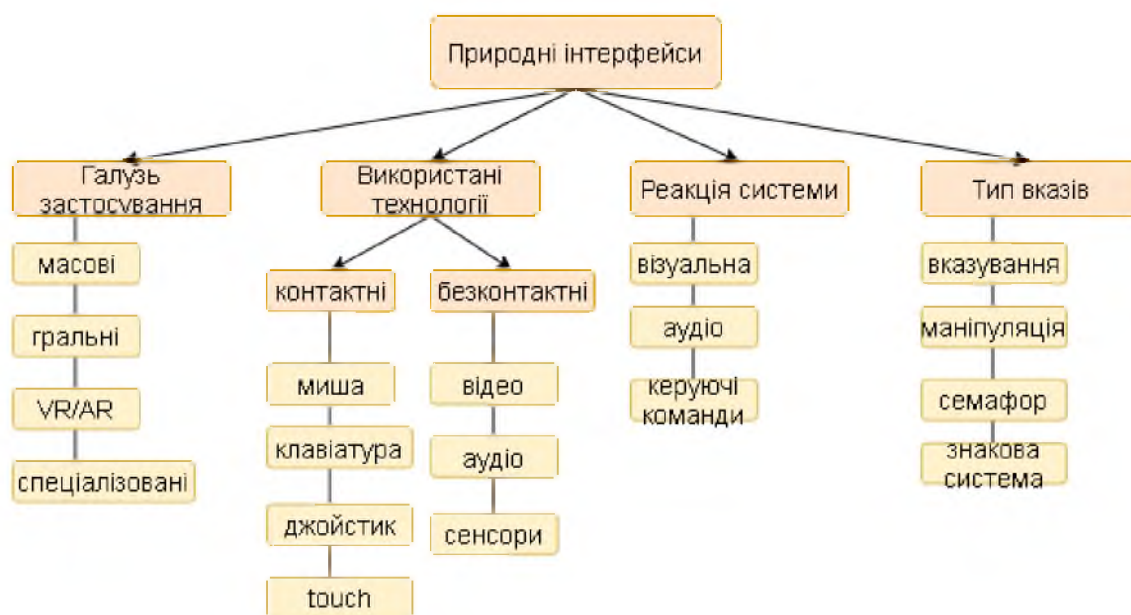 Природні інтерфейси
Галузь
застосування
масові
гральні
VR/AR
спеціалізовані
Використані
технології
контактні
миша
клавіатура
джойстик
touch
безконтактні
відео
аудіо
сенсори
Реакція системи
візуальна
аудіо
керуючі
команди
Тип вказів
вказування
маніпуляція
семафор
знакова
система